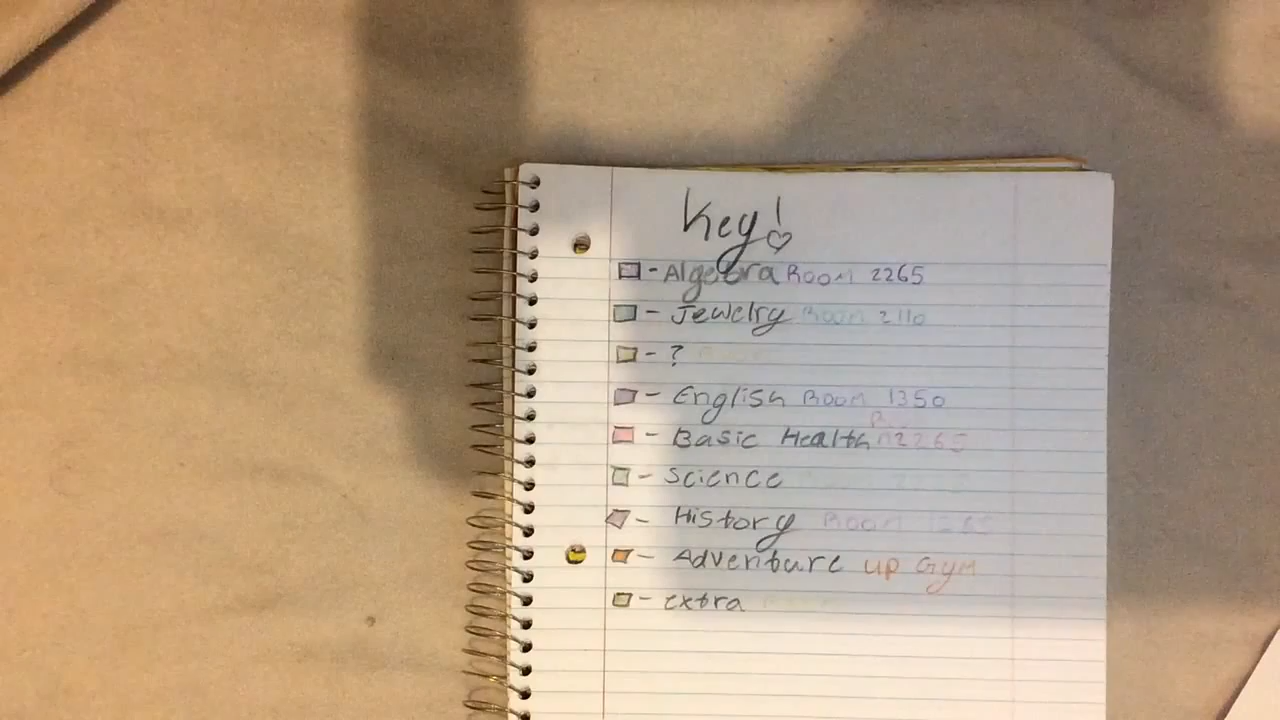 Key!
- Algebra Room 2265
- Jewelry Room 2110
- ?
- English Room 1350
- Basic Health 2265
- Science
- History Room
- Adventure up Gym
- extra